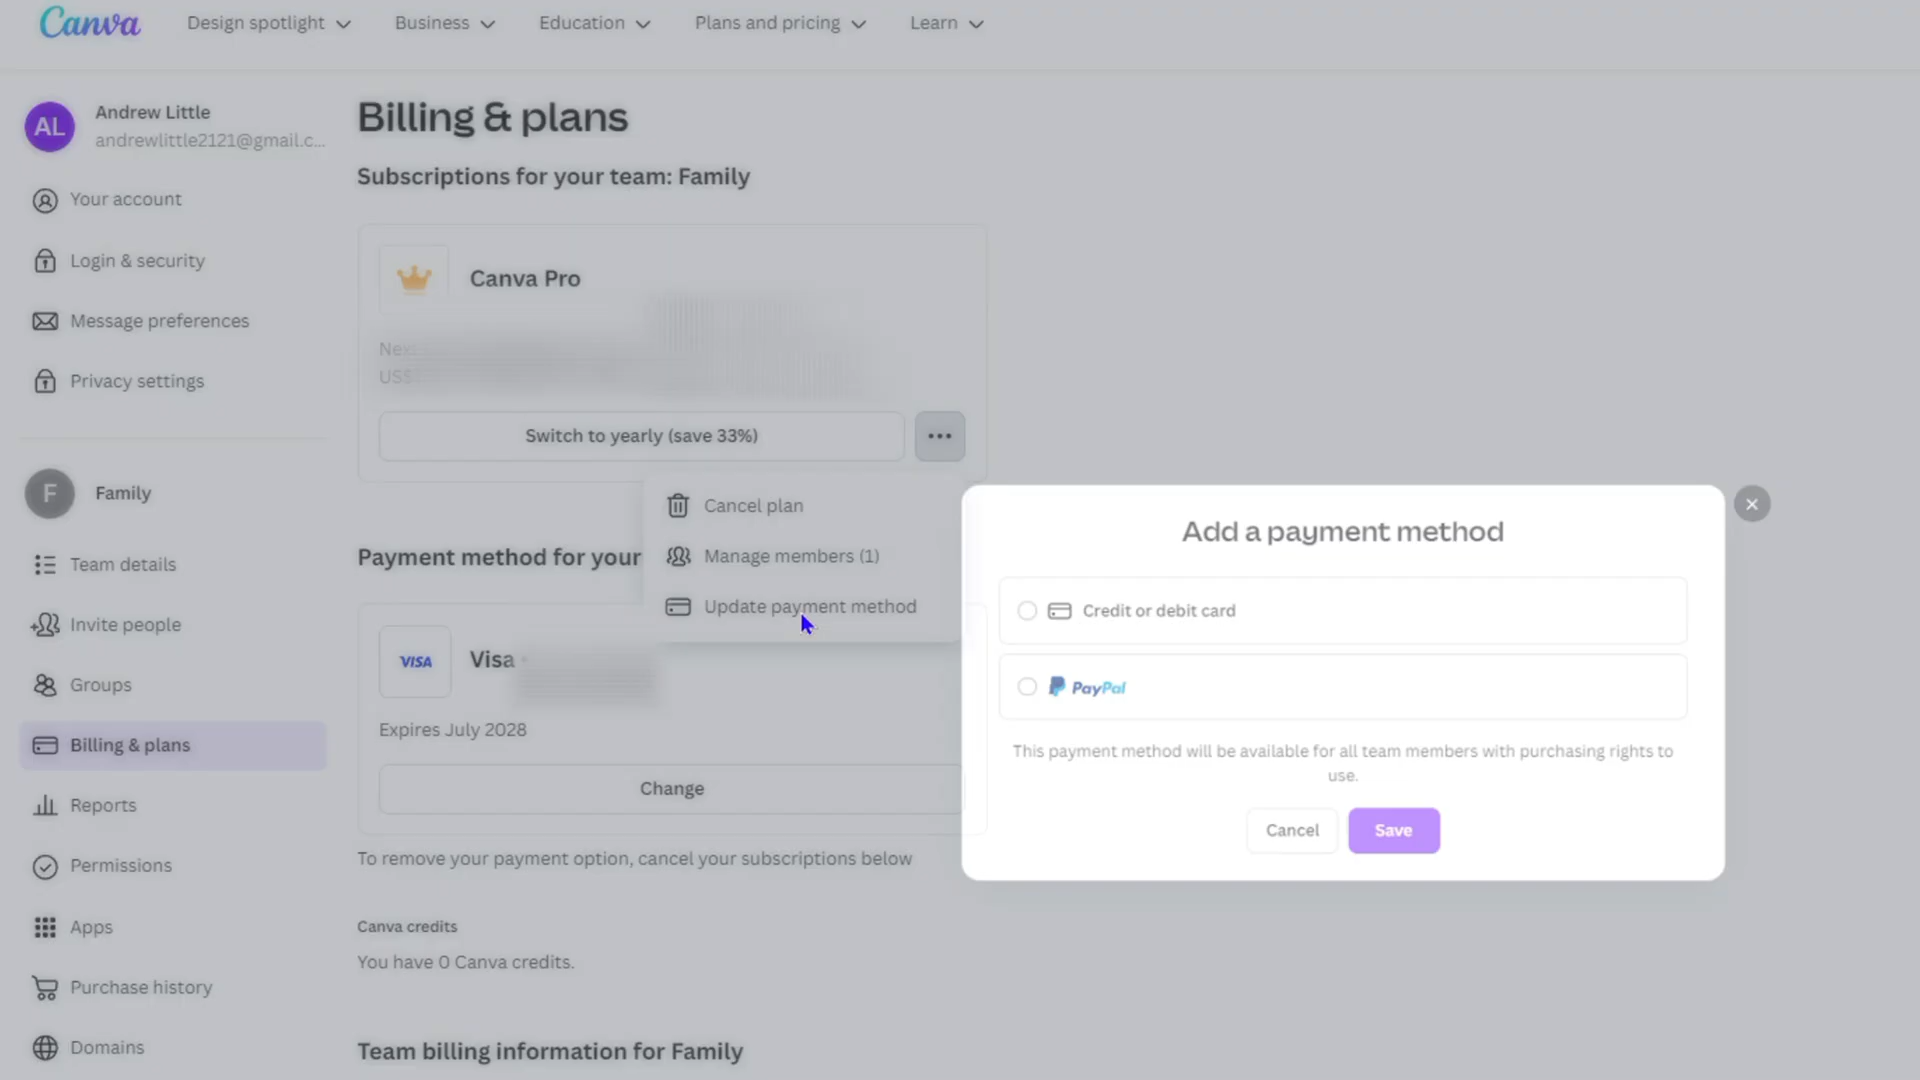 Canva
Design spotlight
Business
Education
Plans and pricing
Learn
AL
Andrew Little
andrewlittle2121@gmail.c...
Your account
Login & security
Message preferences
Privacy settings
F
Family
Team details
Invite people
Groups
Billing & plans
Reports
Permissions
Apps
Purchase history
Domains
Billing & plans
Subscriptions for your team: Family
Canva Pro
US$
Switch to yearly (save 33%)
Cancel plan
Manage members (1)
Update payment method
Payment method for your
VISA
Visa
Expires July 2028
Change
To remove your payment option, cancel your subscriptions below
Canva credits
You have 0 Canva credits.
Team billing information for Family
Add a payment method
Credit or debit card
PayPal
This payment method will be available for all team members with purchasing rights to
use.
Cancel
Save